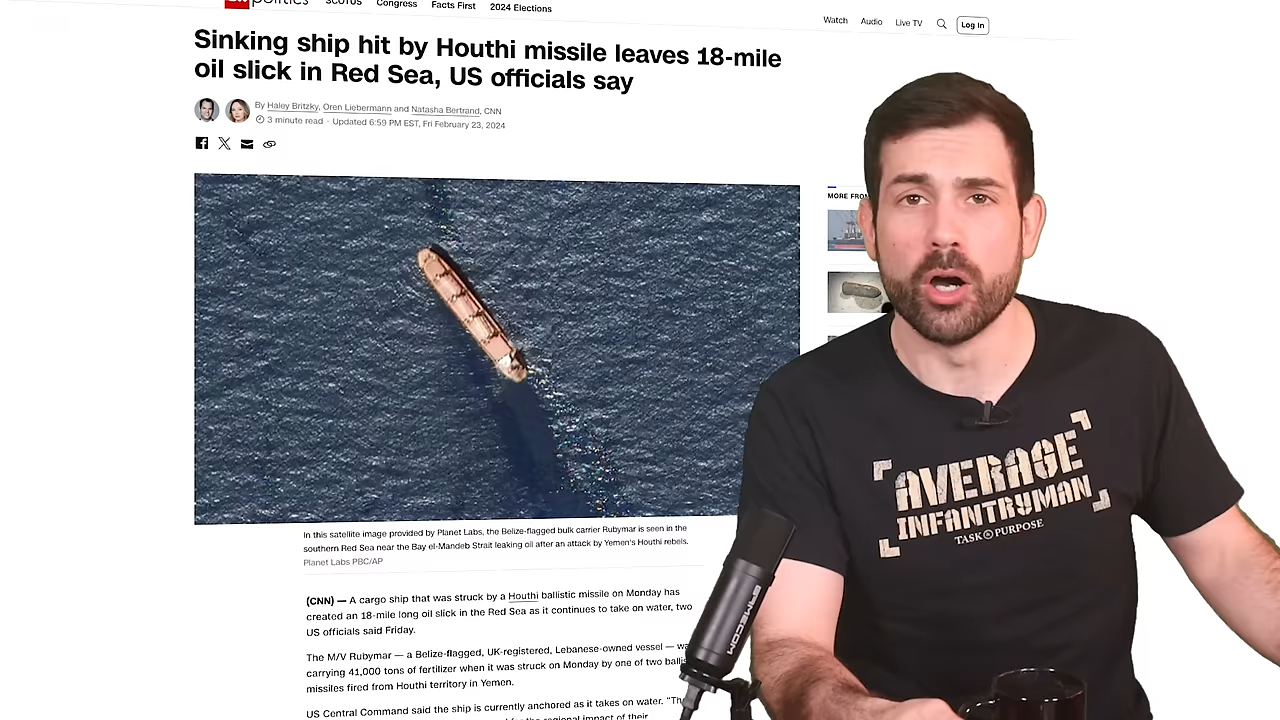 politics SCOTUS Congress Facts First 2024 Elections
Watch Audio Live TV Log In
Sinking ship hit by Houthi missile leaves 18-mile
oil slick in Red Sea, US officials say
By Haley Britzky, Oren Liebermann and Natasha Bertrand, CNN
3 minute read · Updated 6:59 PM EST, Fri February 23, 2024
MORE FROM
In this satellite image provided by Planet Labs, the Belize-flagged bulk carrier Rubymar is seen in the
southern Red Sea near the Bay el-Mandeb Strait leaking oil after an attack by Yemen's Houthi rebels.
Planet Labs PBC/AP
(CNN) — A cargo ship that was struck by a Houthi ballistic missile on Monday has
created an 18-mile long oil slick in the Red Sea as it continues to take on water, two
US officials said Friday.
The M/V Rubymar — a Belize-flagged, UK-registered, Lebanese-owned vessel —
carrying 41,000 tons of fertilizer when it was struck on Monday by one of two
missiles fired from Houthi territory in Yemen.
US Central Command said the ship is currently anchored as it takes on water.
for the regional impact of their
AVERAGE
INFANTRYMAN
TASK & PURPOSE
GAMECOM